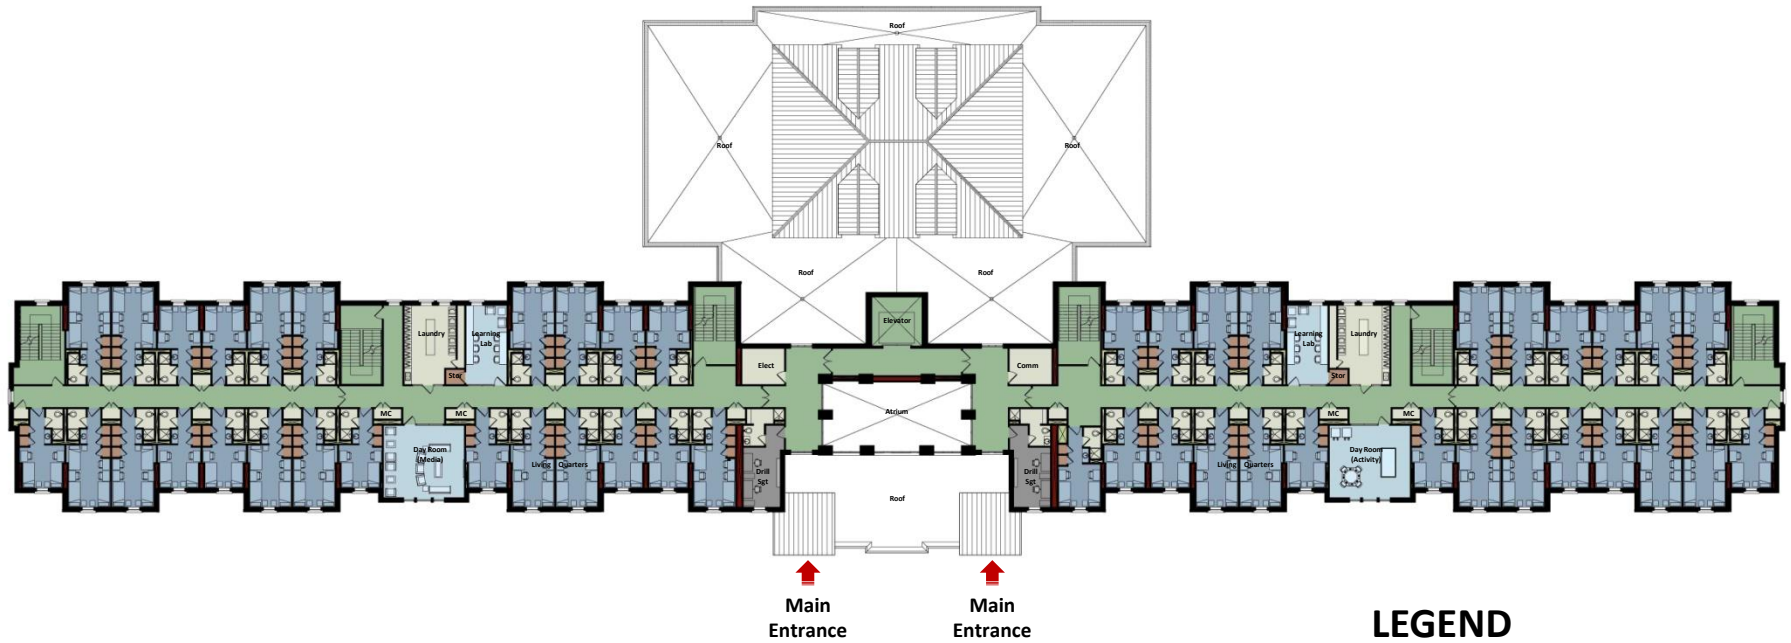 Roof
Roof
Roof
Roof
Roof
Elevator
Laundry
Learning
Lab
Learning
Lab
Laundry
Elect
Comm
Stor
Stor
MC
MC
Atrium
MC
MC
Day Room
(Media)
Living Quarters
Drill
Sgt
Drill
Sgt
Living Quarters
Day Room
(Activity)
Roof
Main
Entrance
Main
Entrance
LEGEND